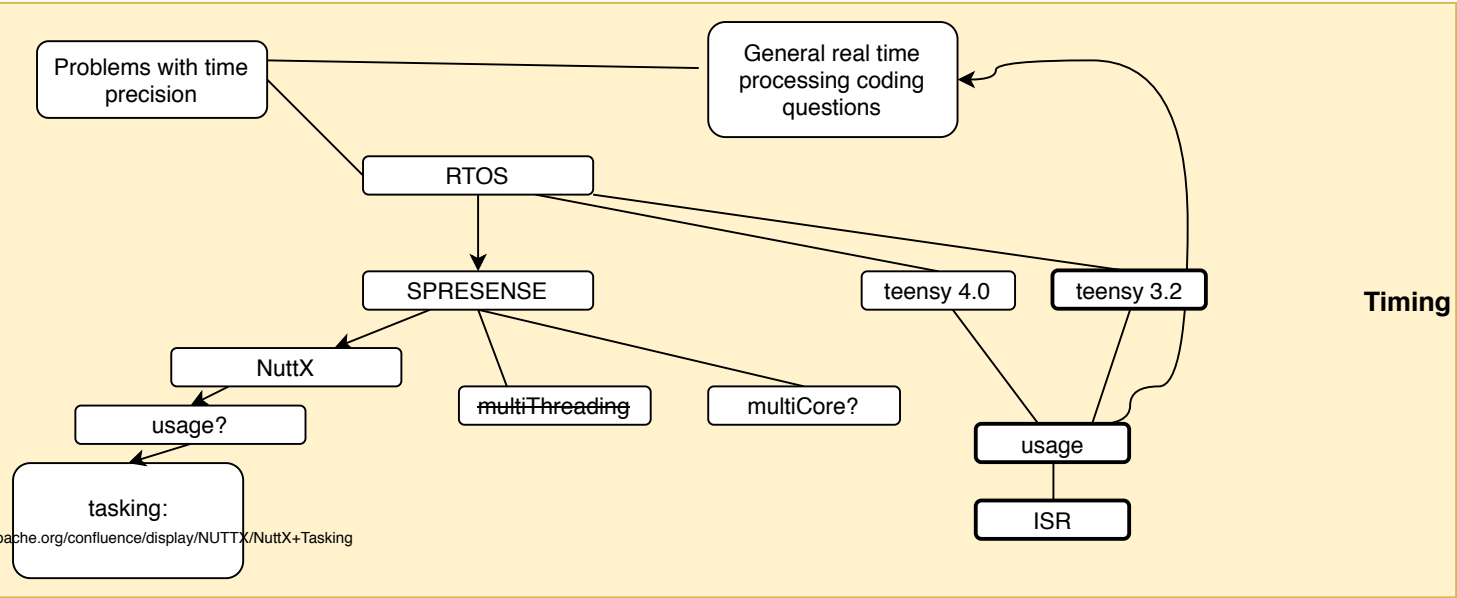 Problems with time
precision
General real time
processing coding
questions
RTOS
SPRESENSE
teensy 4.0
teensy 3.2
Timing
NuttX
multiThreading
multiCore?
usage?
usage
tasking:
ache.org/confluence/display/NUTTX/NuttX+Tasking
ISR